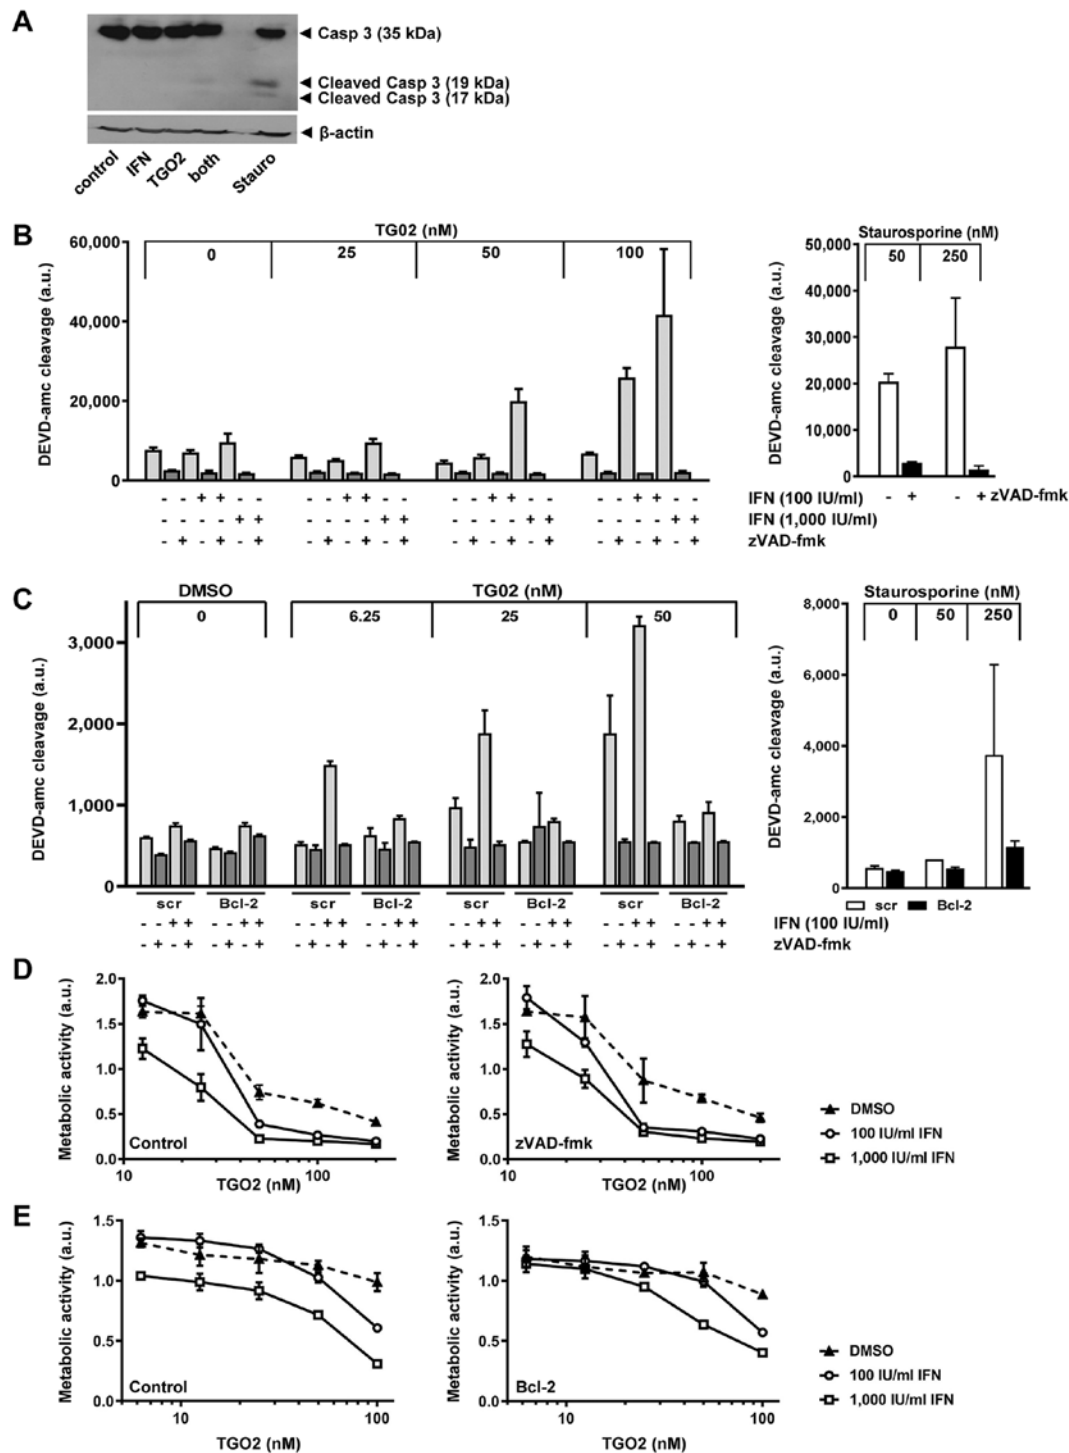 A
Casp 3 (35 kDa)
Cleaved Casp 3 (19 kDa)
Cleaved Casp 3 (17 kDa)
β-actin
control IFN TGO2 both Stauro
B
TG02 (nM)
0 25 50 100
60,000
40,000
20,000
0
DEVD-amc cleavage (a.u.)
- - + + - - - - + + - - - - + + - - - - + + - -
- - - - + + - - - - + + - - - - + + - - - - + +
- + - + - + - + - + - + - + - + - + - + - + - +
Staurosporine (nM)
50 250
50,000
40,000
30,000
20,000
10,000
0
DEVD-amc cleavage (a.u.)
- + - + zVAD-fmk
IFN (100 IU/ml)
IFN (1,000 IU/ml)
zVAD-fmk
C
DMSO TG02 (nM)
0 6.25 25 50
3,000
2,000
1,000
0
DEVD-amc cleavage (a.u.)
scr Bcl-2 scr Bcl-2 scr Bcl-2 scr Bcl-2
- - + + - - + + - - + + - - + + - - + + - - + + - - + + - - + +
- + - + - + - + - + - + - + - + - + - + - + - + - + - + - + - +
Staurosporine (nM)
0 50 250
8,000
6,000
4,000
2,000
0
DEVD-amc cleavage (a.u.)
scr Bcl-2
IFN (100 IU/ml)
zVAD-fmk
D
2.0
1.5
1.0
0.5
0.0
Metabolic activity (a.u.)
Control
10 100
TGO2 (nM)
2.0
1.5
1.0
0.5
0.0
Metabolic activity (a.u.)
zVAD-fmk
10 100
TGO2 (nM)
DMSO
100 IU/ml IFN
1,000 IU/ml IFN
E
1.5
1.0
0.5
0.0
Metabolic activity (a.u.)
Control
10 100
TGO2 (nM)
1.5
1.0
0.5
0.0
Metabolic activity (a.u.)
Bcl-2
10 100
TGO2 (nM)
DMSO
100 IU/ml IFN
1,000 IU/ml IFN